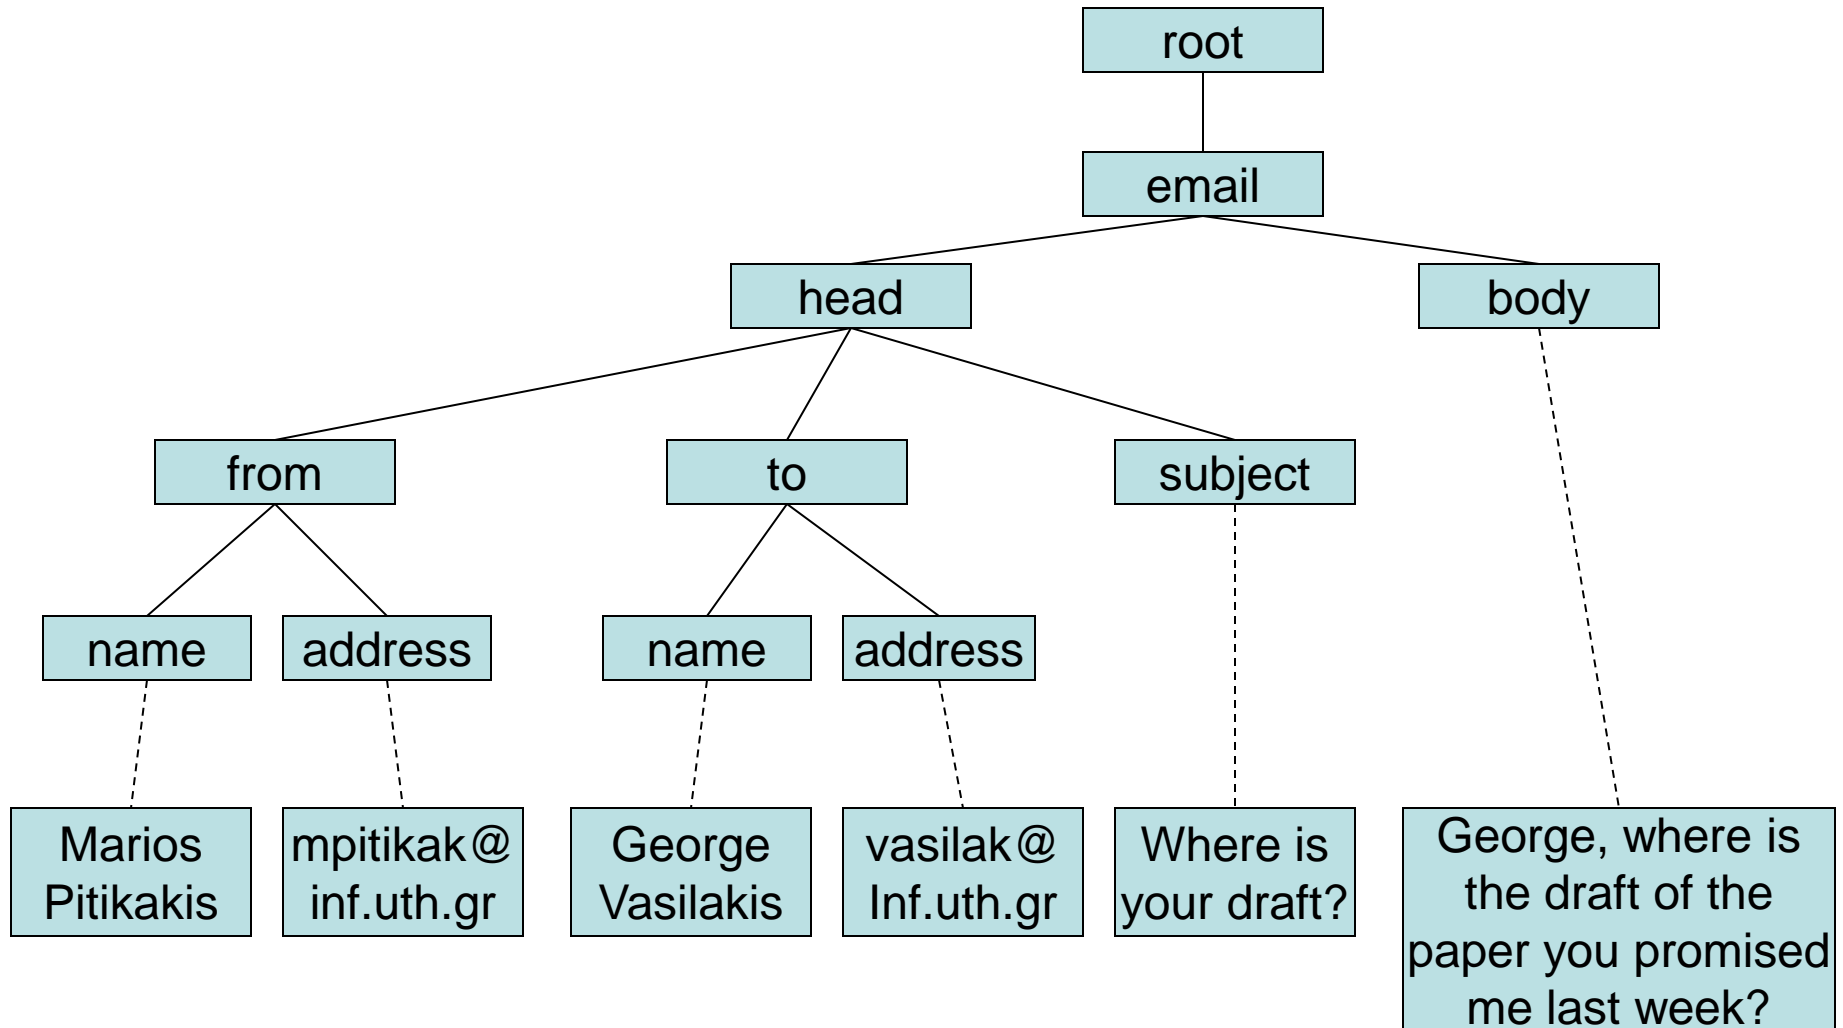 root
email
head
body
from
to
subject
name
address
name
address
Marios
Pitikakis
mpitikak@
inf.uth.gr
George
Vasilakis
vasilak@
Inf.uth.gr
Where is
your draft?
George, where is
the draft of the
paper you promised
me last week?